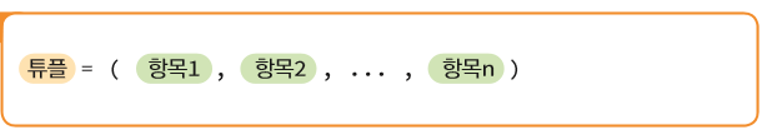 튜플 = ( 항목1 , 항목2 , ... , 항목n )